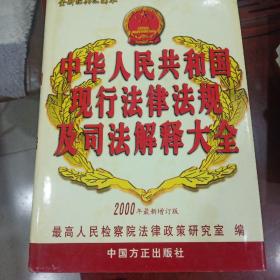 中华人民共和国
现行法律法规
及司法解释大全
2000年最新增订版
最高人民检察院法律政策研究室 编
中国方正出版社